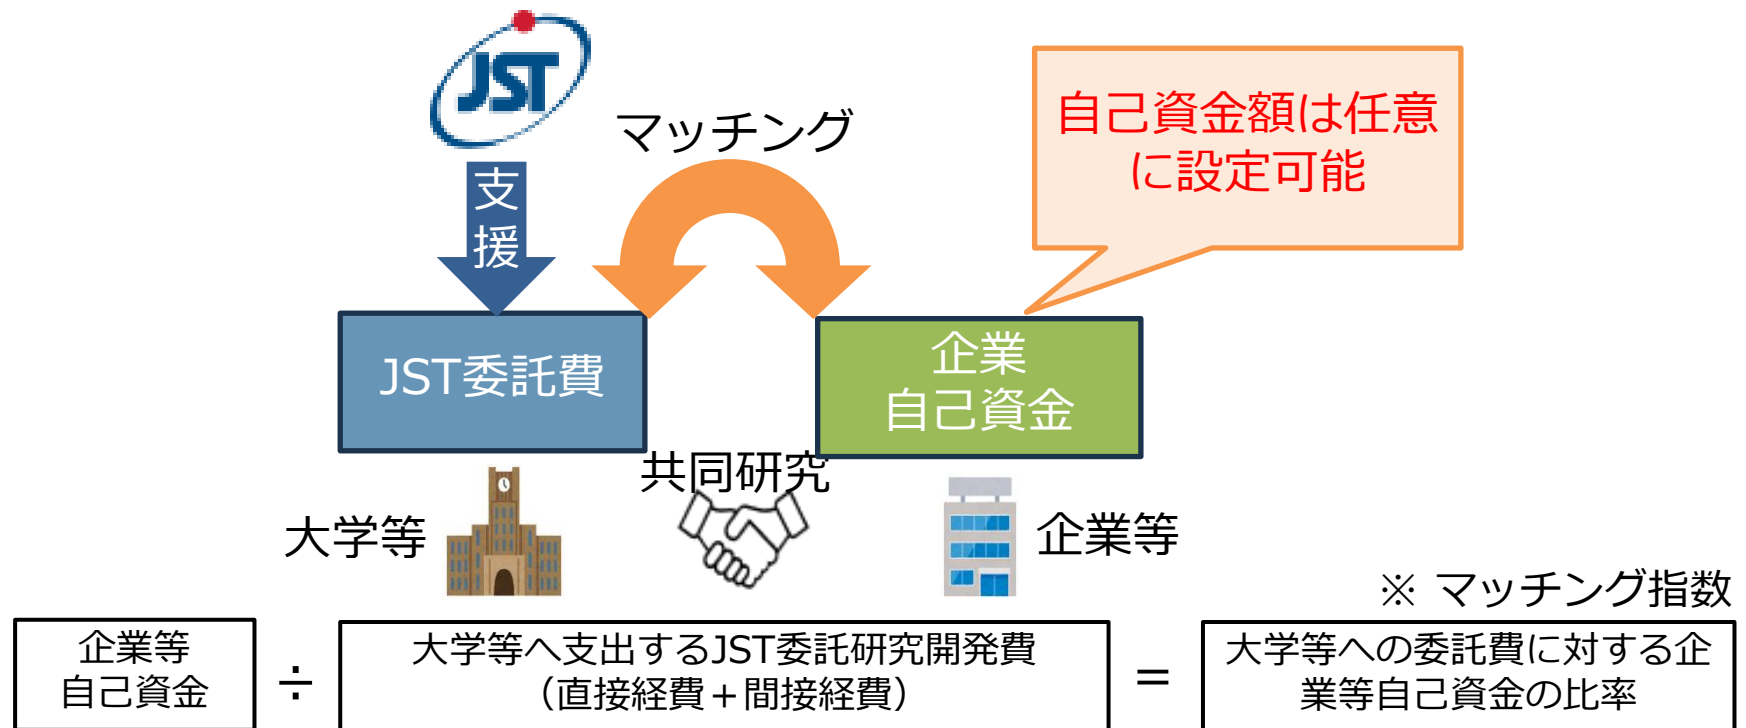 JST
マッチング
自己資金額は任意
に設定可能
支
援
JST委託費
企業
自己資金
共同研究
大学等
企業等
※ マッチング指数
企業等
自己資金
÷
大学等へ支出するJST委託研究開発費
（直接経費＋間接経費）
=
大学等への委託費に対する企
業等自己資金の比率